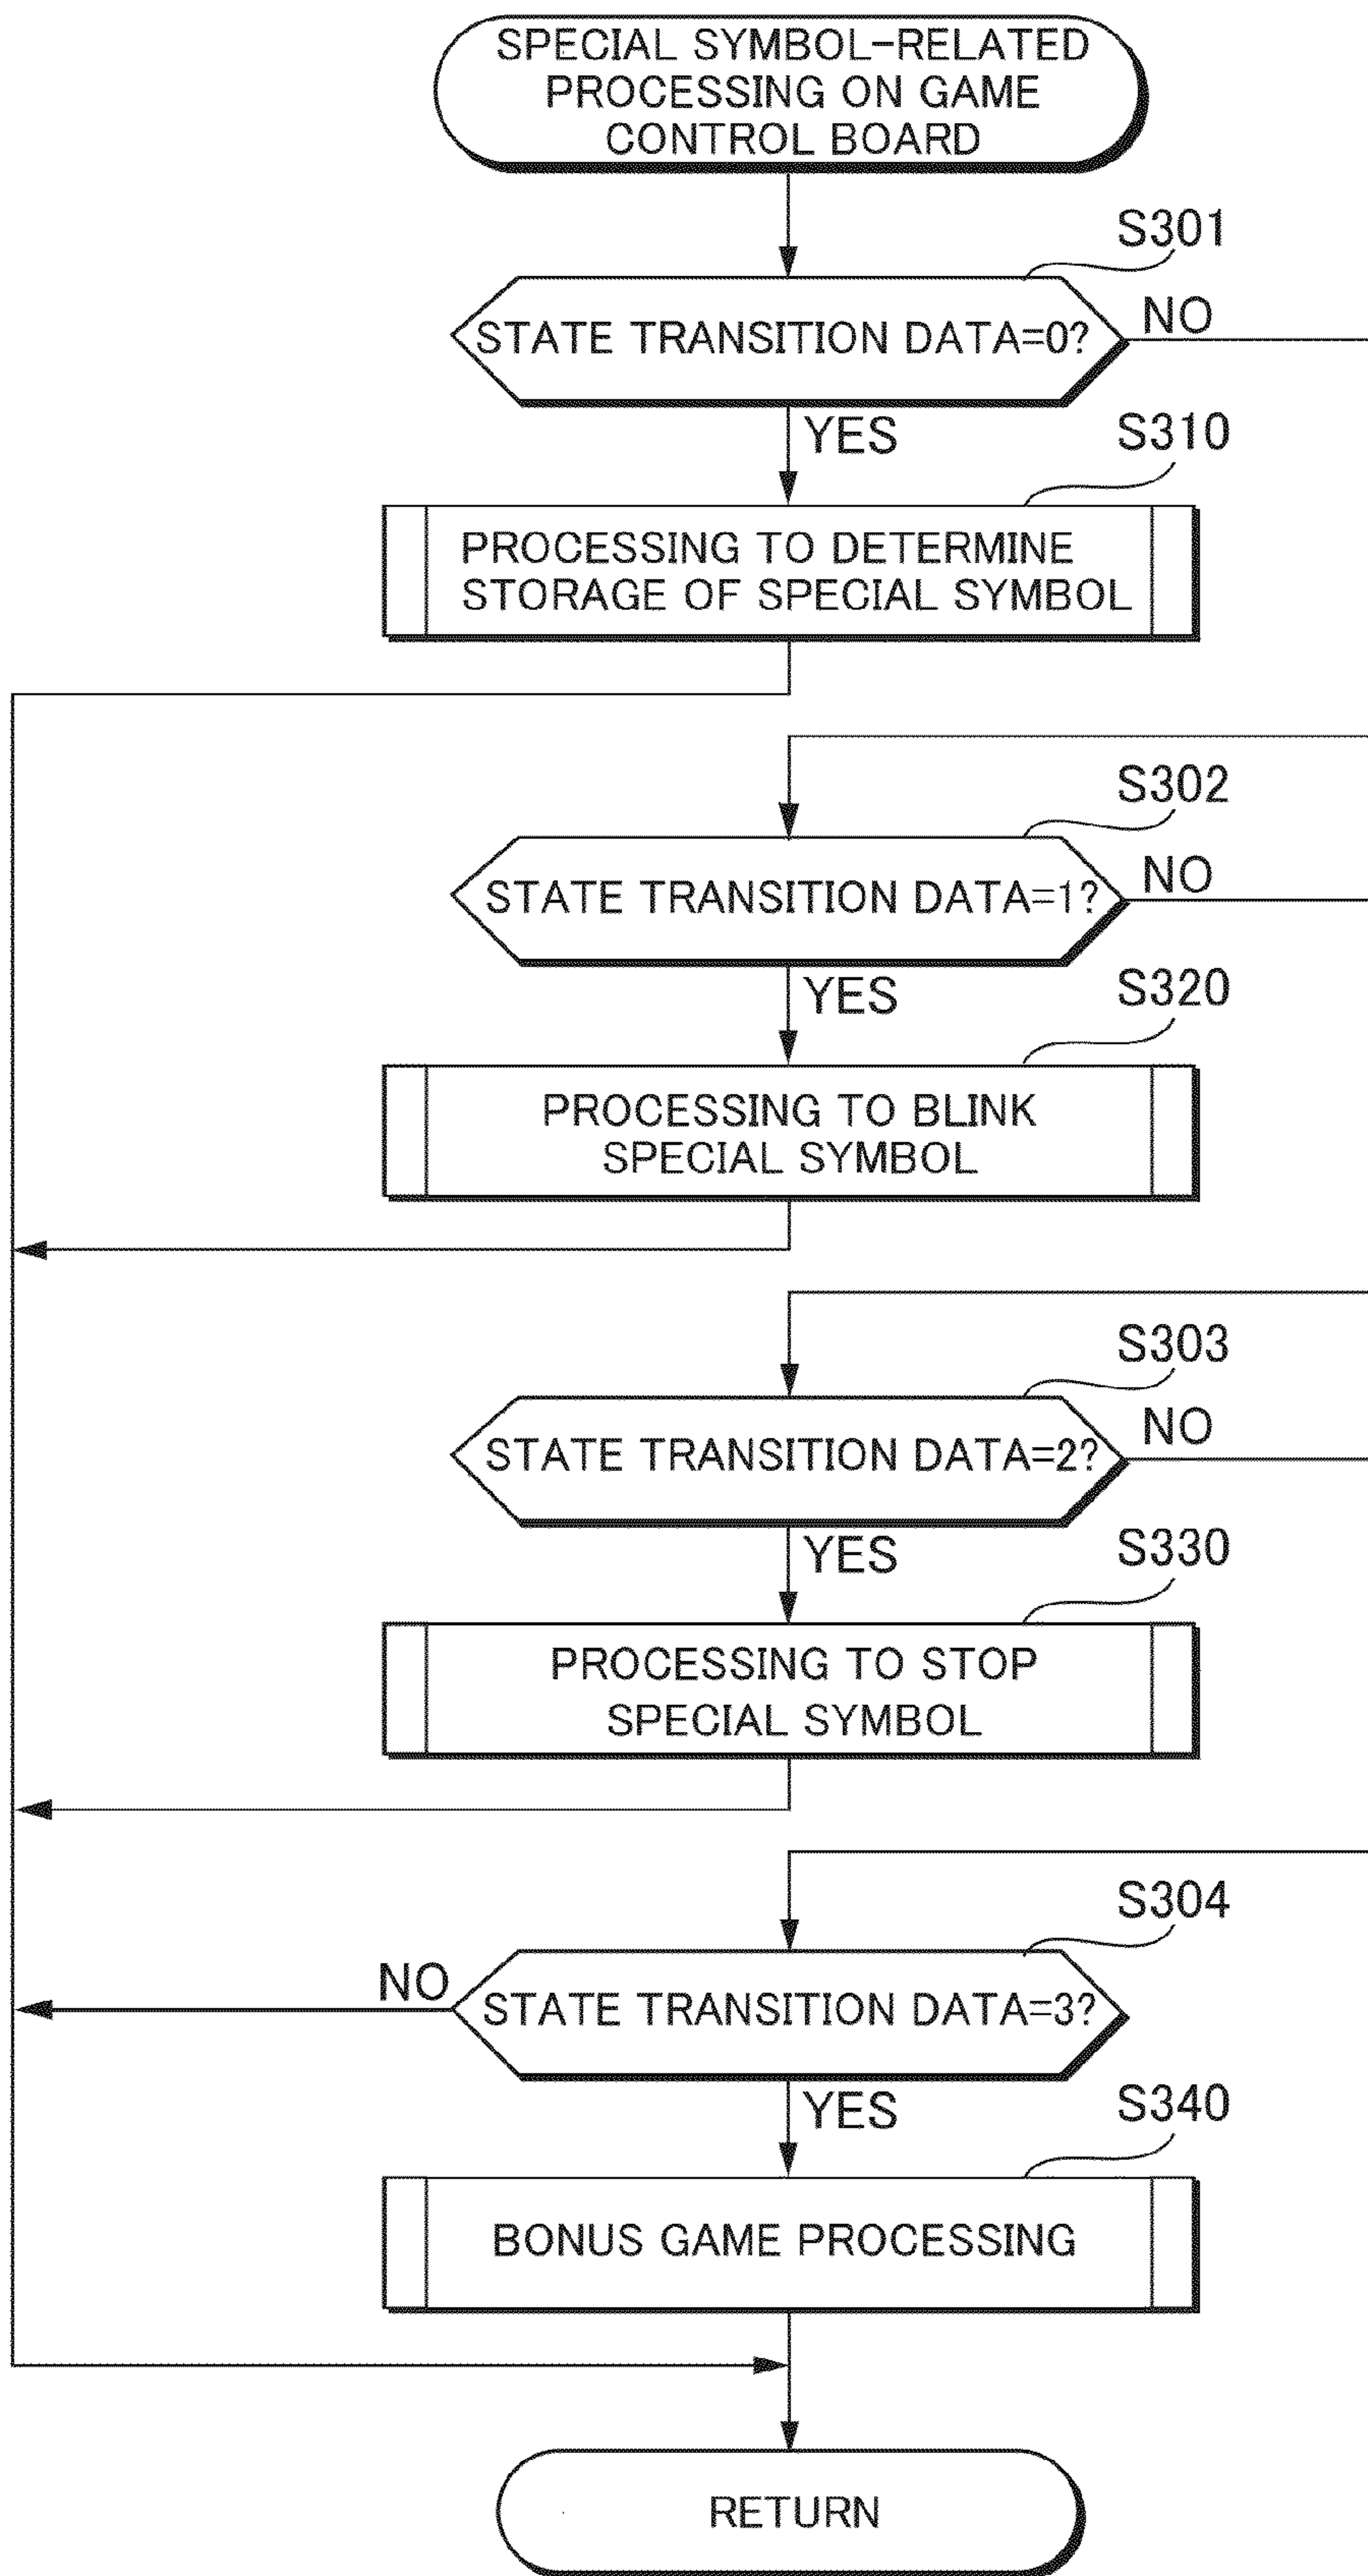 SPECIAL SYMBOL-RELATED
PROCESSING ON GAME
CONTROL BOARD
S301
STATE TRANSITION DATA=0?
NO
YES
S310
PROCESSING TO DETERMINE
STORAGE OF SPECIAL SYMBOL
S302
STATE TRANSITION DATA=1?
NO
YES
S320
PROCESSING TO BLINK
SPECIAL SYMBOL
S303
STATE TRANSITION DATA=2?
NO
YES
S330
PROCESSING TO STOP
SPECIAL SYMBOL
S304
NO
STATE TRANSITION DATA=3?
YES
S340
BONUS GAME PROCESSING
RETURN